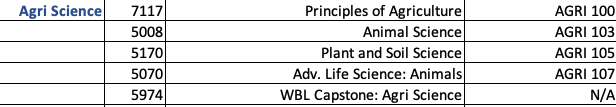 Agri Science 7117 Principles of Agriculture AGRI 100
5008 Animal Science AGRI 103
5170 Plant and Soil Science AGRI 105
5070 Adv. Life Science: Animals AGRI 107
5974 WBL Capstone: Agri Science N/A